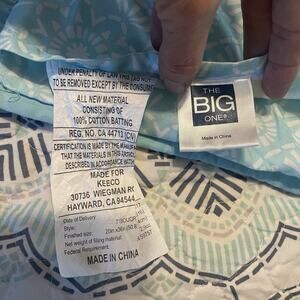 UNDER PENALTY OF LAW THIS TAG NOT
TO BE REMOVED EXCEPT BY THE CONSUMER
ALL NEW MATERIAL
CONSISTING OF
100% COTTON BATTING
REG. NO. CA 44713 (CN)
CERTIFICATION IS MADE BY THE MANUFACTURER
THAT THE MATERIALS IN THIS ARTICLE ARE
DESCRIBED IN ACCORDANCE WITH
MADE FOR
KEECO
30736 WIEGMAN RD
HAYWARD, CA 94544
Date of Delivery:
Style:
Finished size: 20in x36in
Net weight of filling material:
Federal Requirement:
MADE IN CHINA
THE
BIG
ONE
Made in China